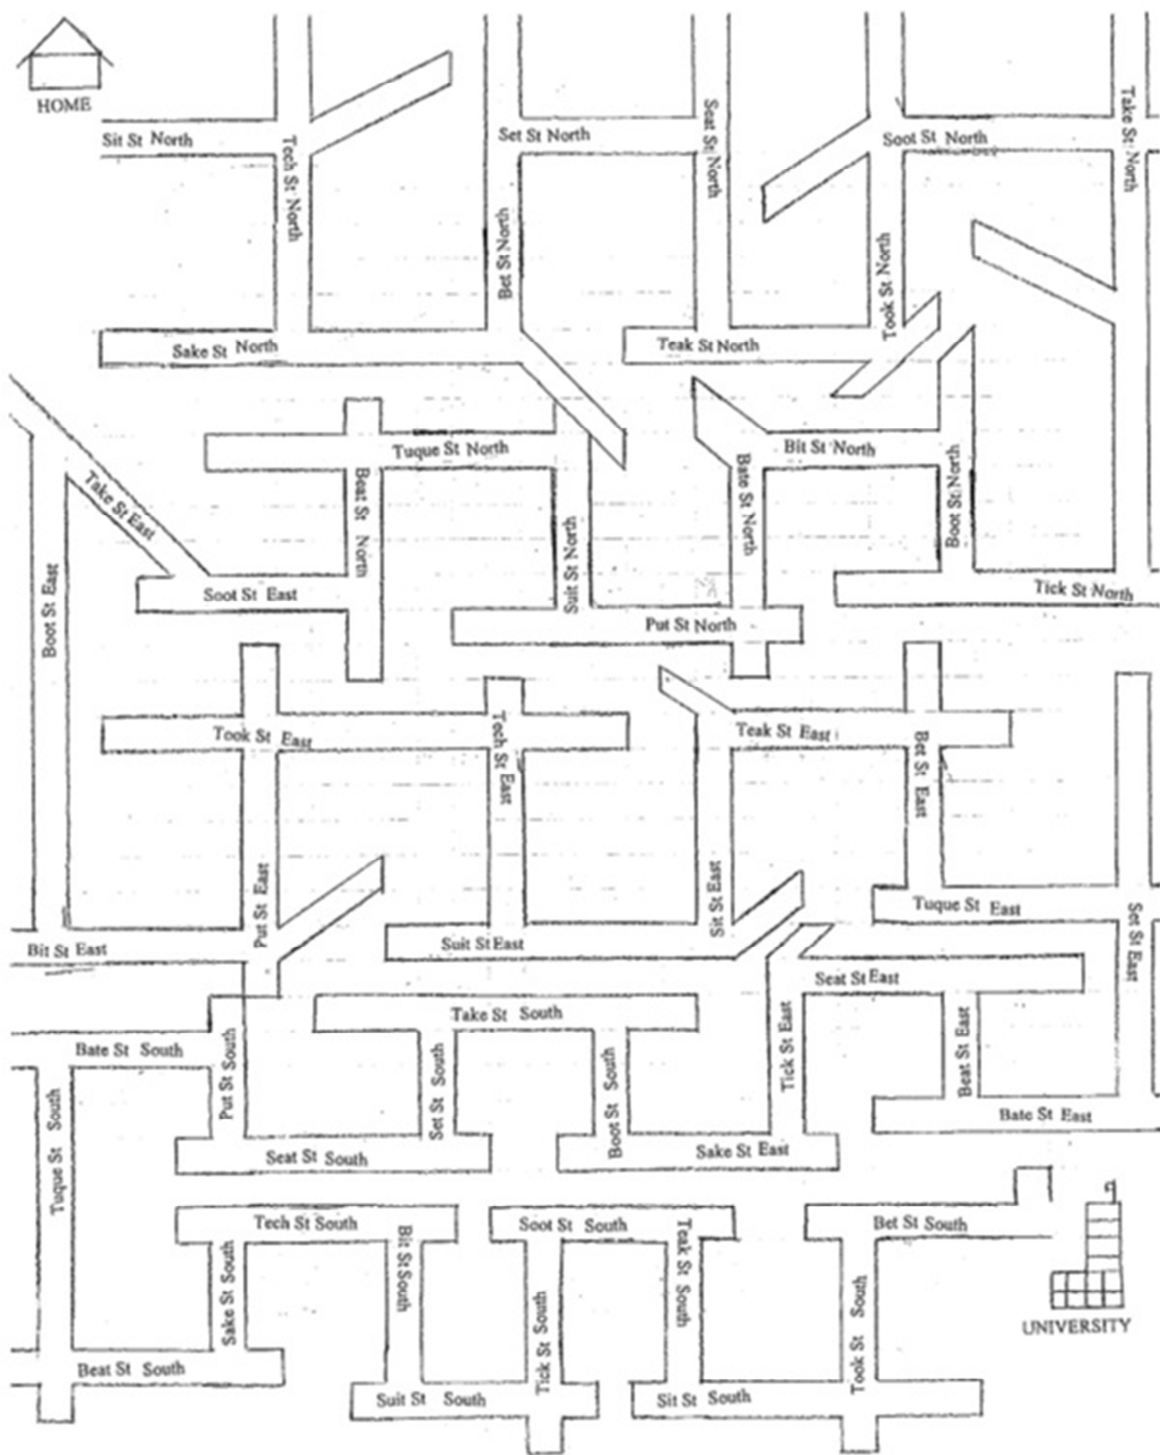 HOME
Sit St North
Tech St North
Set St North
Bet St North
Seat St North
Soot St North
Took St North
Take St North
Sake St North
Teak St North
Tuque St North
Beat St North
Suit St North
Bit St North
Bate St North
Boot St North
Tick St North
Put St North
Take St East
Boot St East
Soot St East
Took St East
Tech St East
Teak St East
Bet St East
Put St East
Sit St East
Tuque St East
Set St East
Bit St East
Suit St East
Seat St East
Tick St East
Beat St East
Bate St East
Take St South
Bate St South
Put St South
Set St South
Boot St South
Tuque St South
Seat St South
Sake St East
Tech St South
Bit St South
Soot St South
Teak St South
Bet St South
Sake St South
Tick St South
Took St South
UNIVERSITY
Beat St South
Suit St South
Sit St South